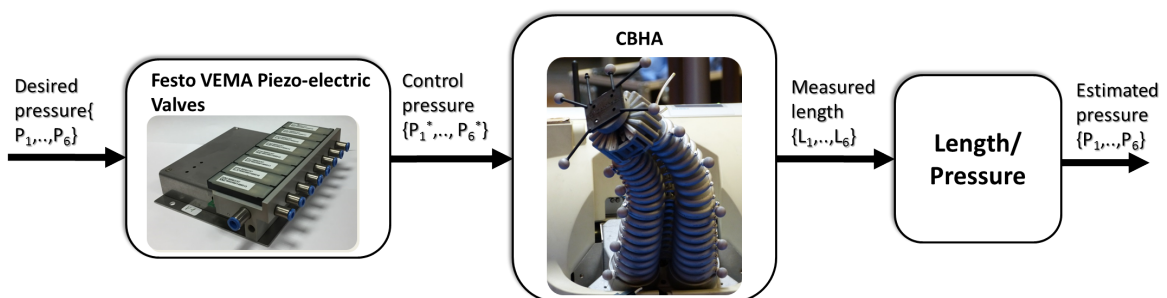 Desired
pressure{
P₁,..,P₆}
Festo VEMA Piezo-electric
Valves
Control
pressure
{P₁*,.., P₆*}
CBHA
Measured
length
{L₁,..,L₆}
Length/
Pressure
Estimated
pressure
{P₁,..,P₆}